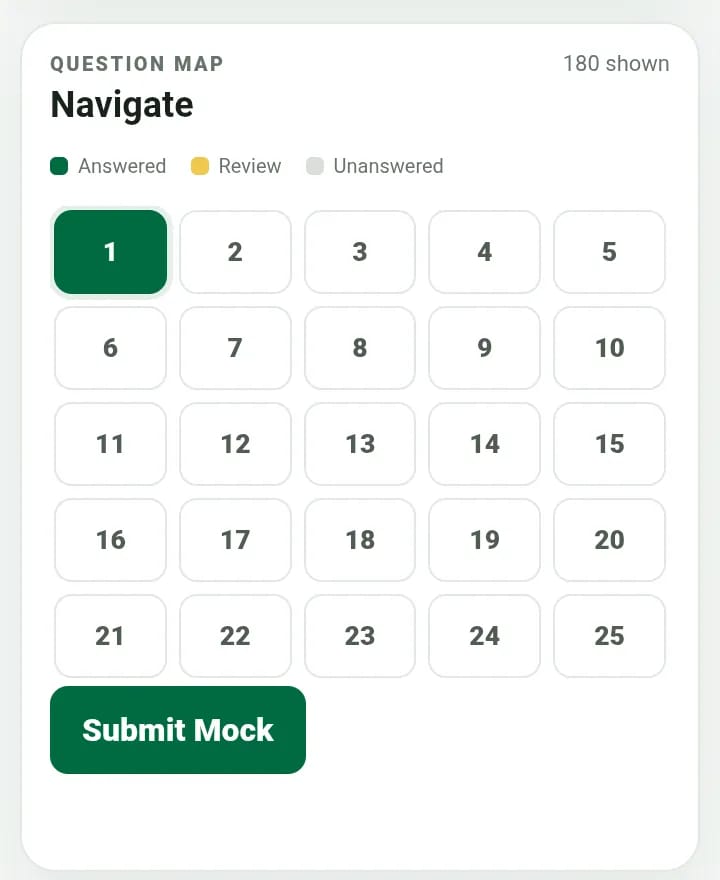 QUESTION MAP 180 shown
Navigate
Answered Review Unanswered
1 2 3 4 5
6 7 8 9 10
11 12 13 14 15
16 17 18 19 20
21 22 23 24 25
Submit Mock